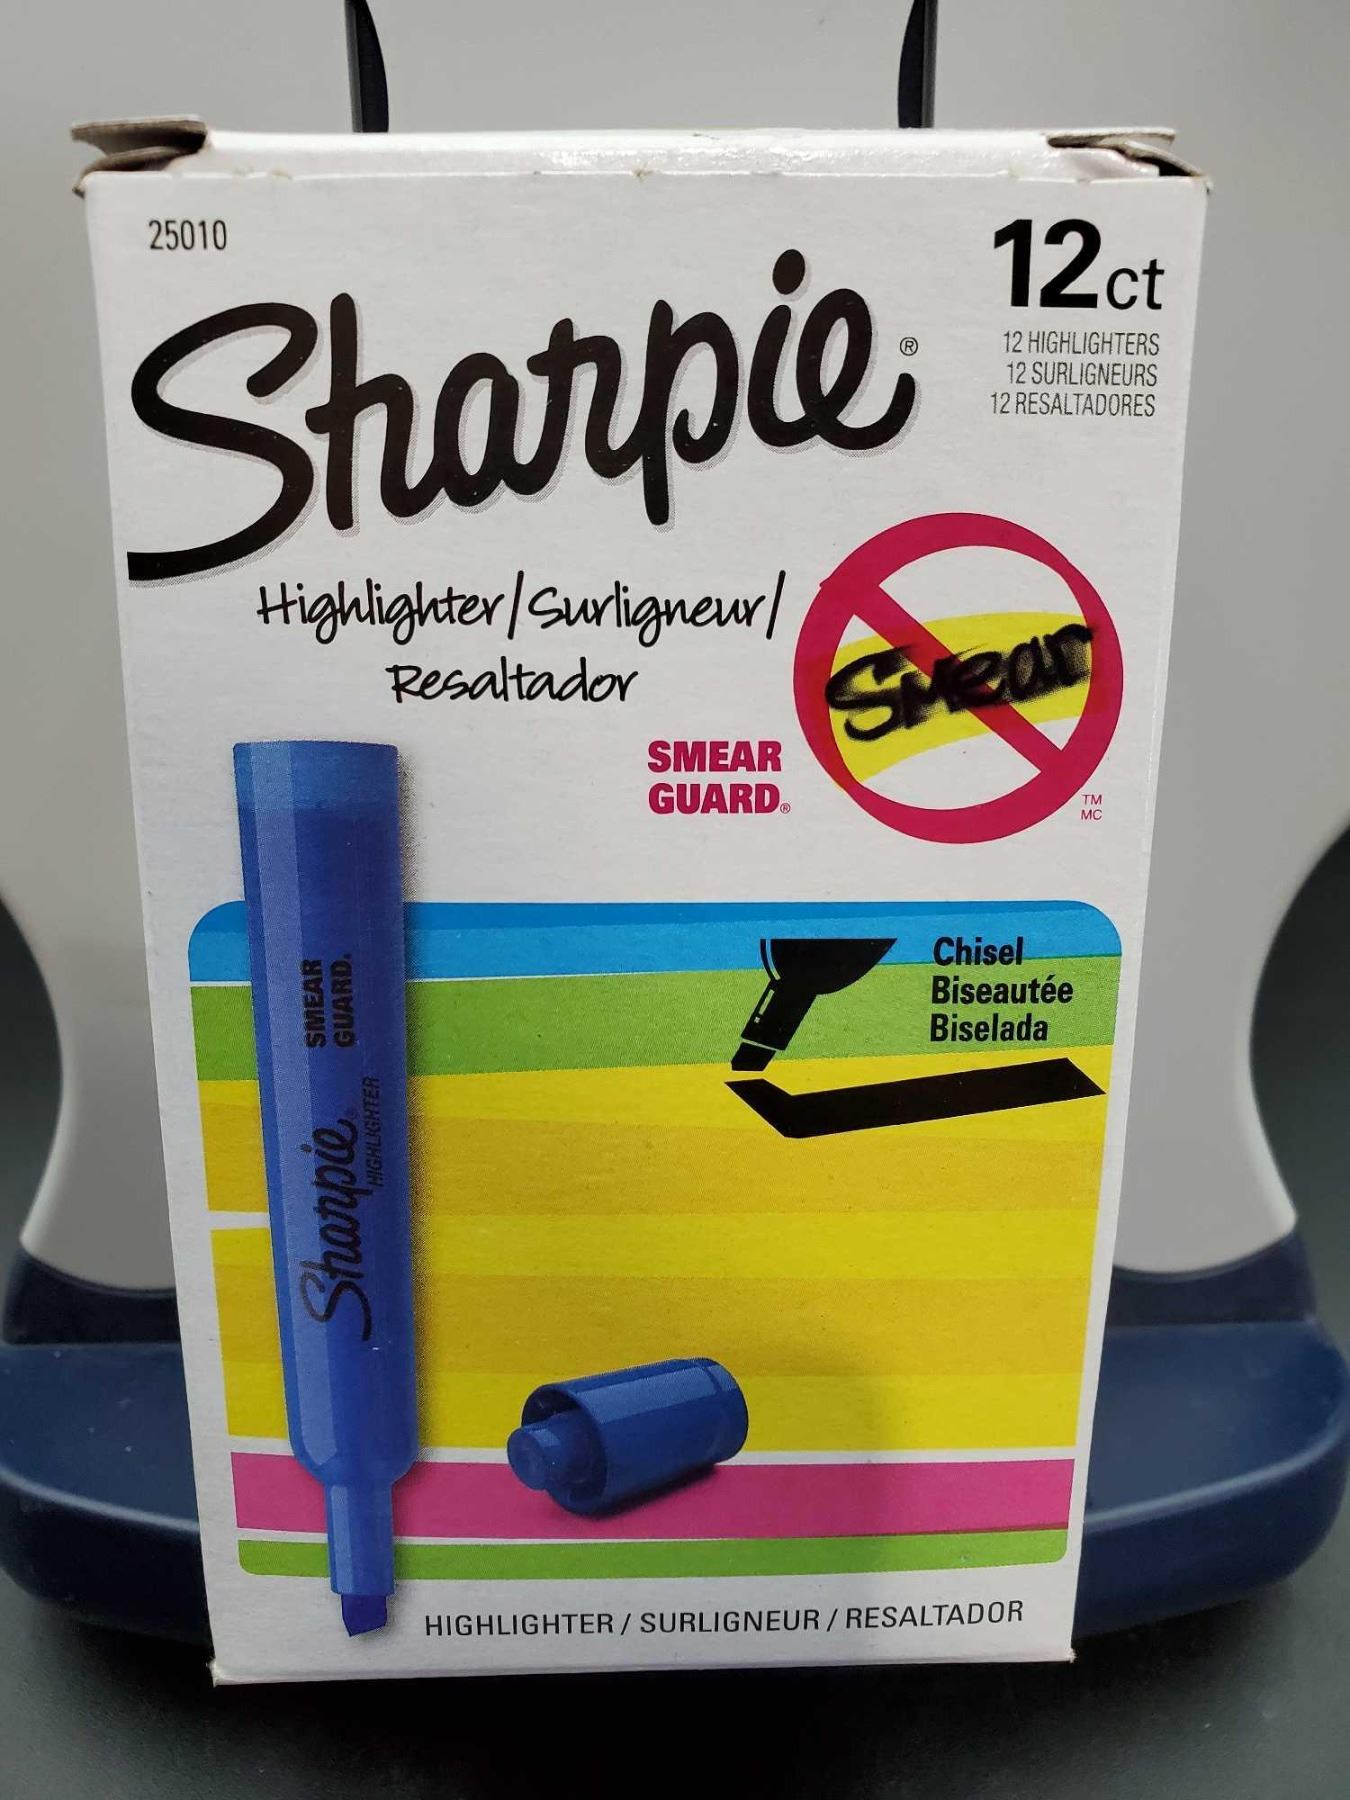 25010
12ct
12 HIGHLIGHTERS
12 SURLIGNEURS
12 RESALTADORES
Sharpie®
Highlighter/Surligneur/
Resaltador
Smear
TM
MC
SMEAR
GUARD®
SMEAR
GUARD®
Sharpie®
HIGHLIGHTER
Chisel
Biseautée
Biselada
HIGHLIGHTER / SURLIGNEUR / RESALTADOR